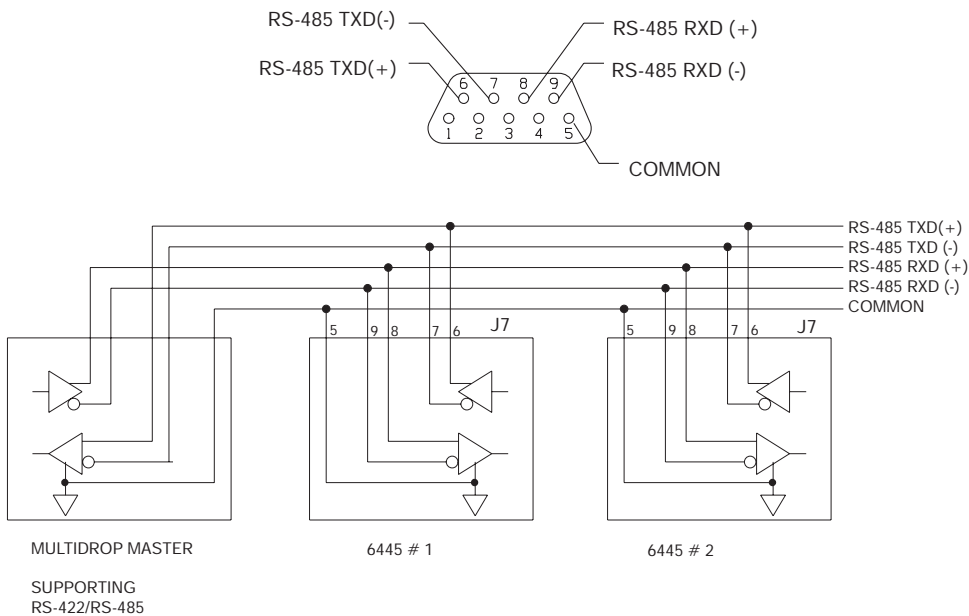 RS-485 TXD(-)
RS-485 RXD (+)
RS-485 TXD(+)
RS-485 RXD (-)
6 7 8 9
1 2 3 4 5
COMMON
RS-485 TXD(+)
RS-485 TXD (-)
RS-485 RXD (+)
RS-485 RXD (-)
COMMON
5 9 8 7 6 J7
5 9 8 7 6 J7
MULTIDROP MASTER
6445 # 1
6445 # 2
SUPPORTING
RS-422/RS-485